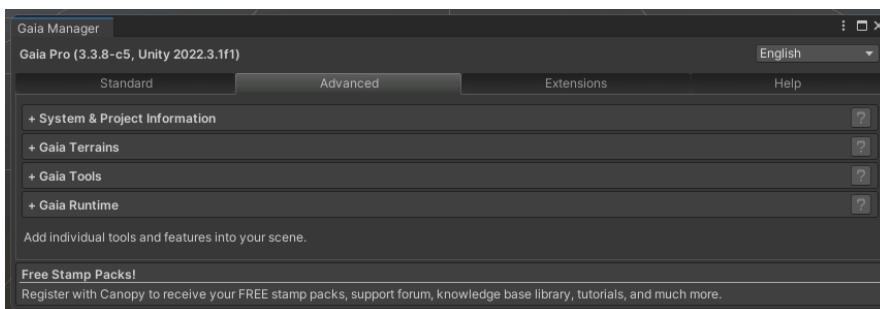 Gaia Manager
Gaia Pro (3.3.8-c5, Unity 2022.3.1f1) English
Standard Advanced Extensions Help
+ System & Project Information ?
+ Gaia Terrains ?
+ Gaia Tools ?
+ Gaia Runtime ?
Add individual tools and features into your scene.
Free Stamp Packs!
Register with Canopy to receive your FREE stamp packs, support forum, knowledge base library, tutorials, and much more.